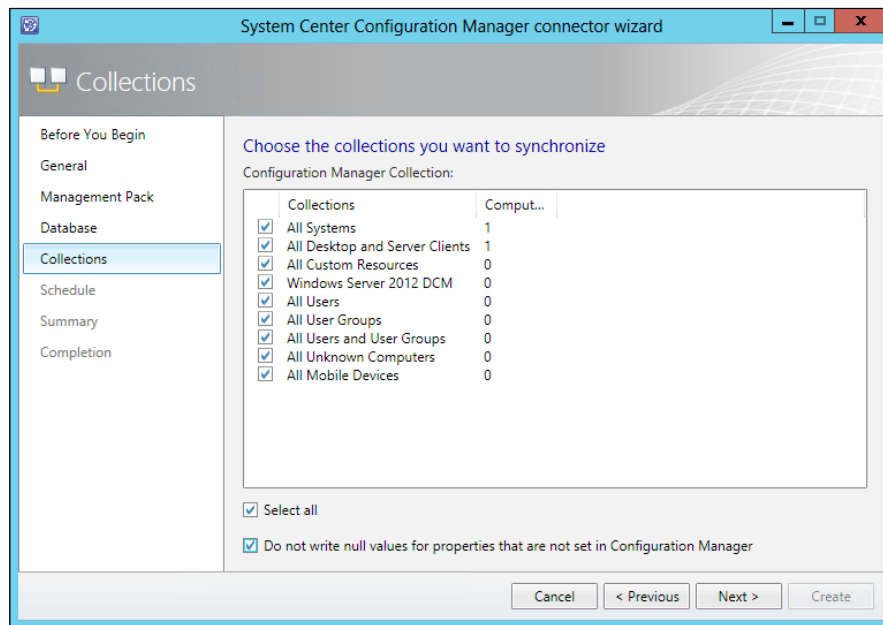 System Center Configuration Manager connector wizard
Collections
Before You Begin
General
Management Pack
Database
Collections
Schedule
Summary
Completion
Choose the collections you want to synchronize
Configuration Manager Collection:
Collections Comput...
All Systems 1
All Desktop and Server Clients 1
All Custom Resources 0
Windows Server 2012 DCM 0
All Users 0
All User Groups 0
All Users and User Groups 0
All Unknown Computers 0
All Mobile Devices 0
Select all
Do not write null values for properties that are not set in Configuration Manager
Cancel < Previous Next > Create